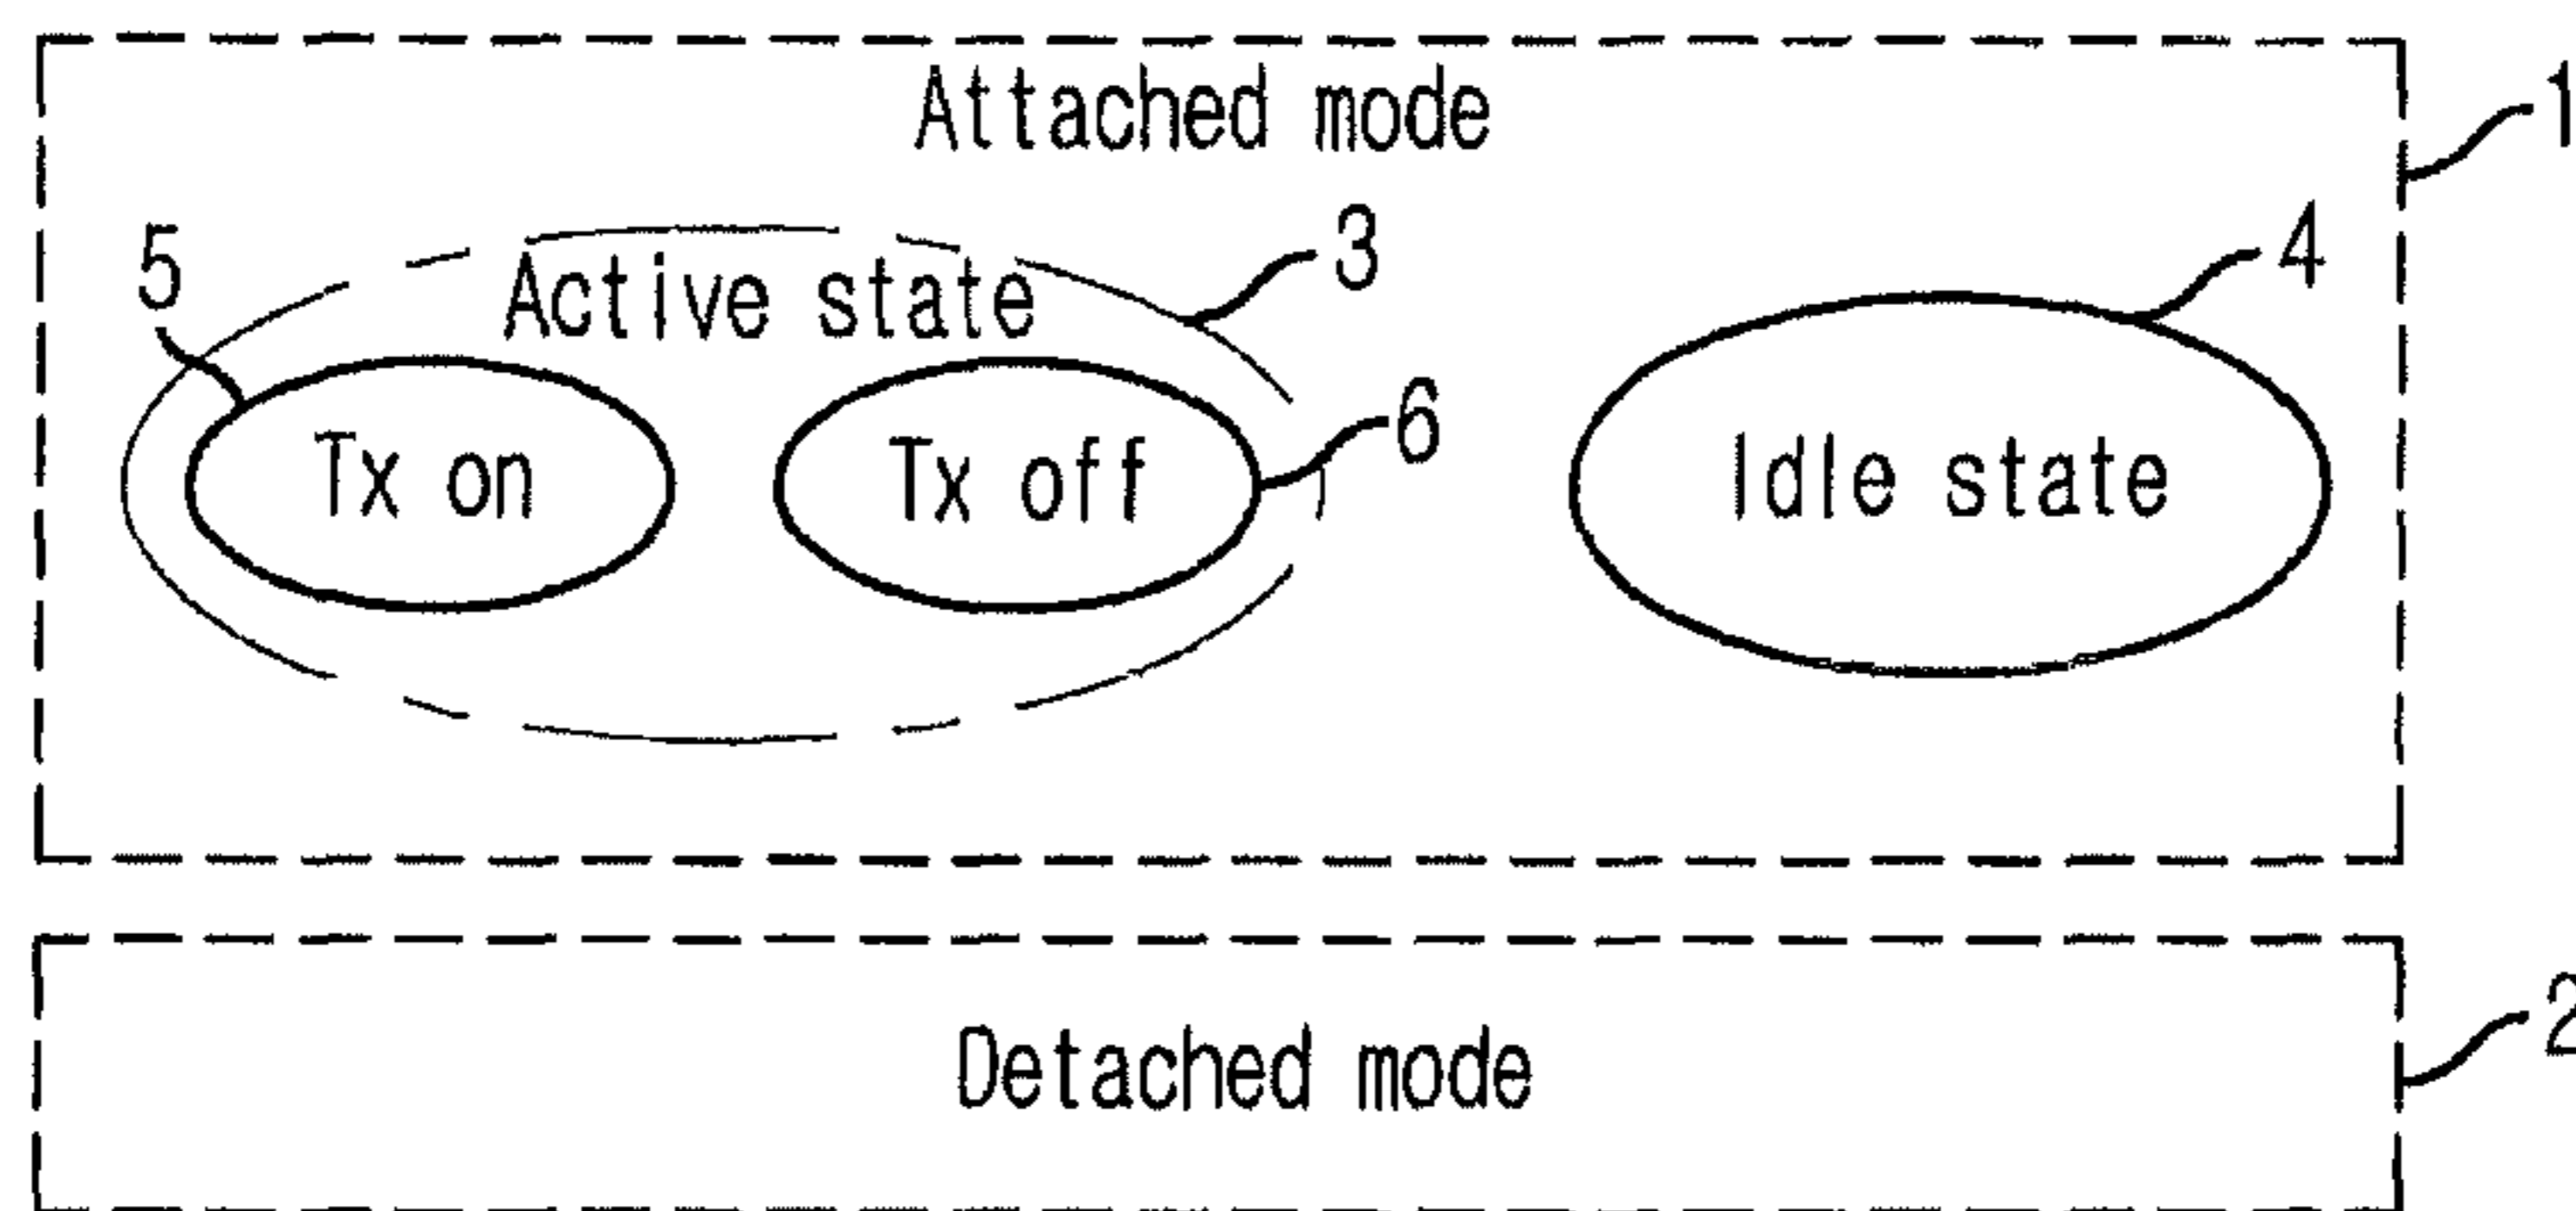 Attached mode
1
3
4
5
Active state
6
Tx on
Tx off
Idle state
2
Detached mode